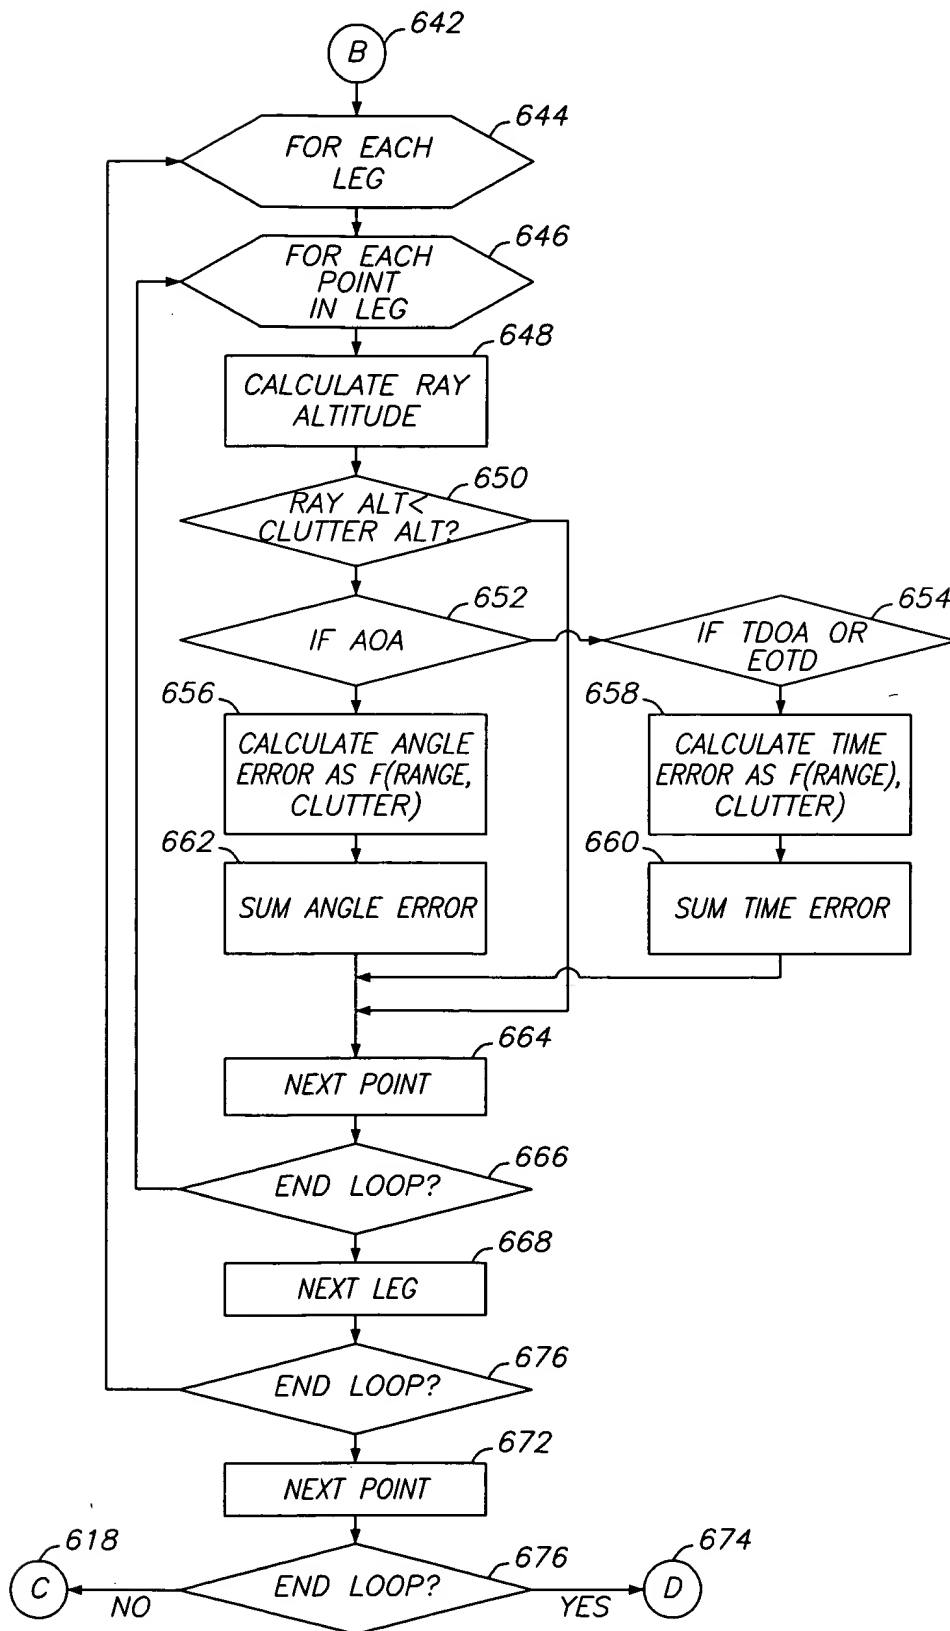 642
B
644
FOR EACH
LEG
646
FOR EACH
POINT
IN LEG
648
CALCULATE RAY
ALTITUDE
650
RAY ALT<
CLUTTER ALT?
652
IF AOA
654
IF TDOA OR
EOTD
656
CALCULATE ANGLE
ERROR AS F(RANGE,
CLUTTER)
658
CALCULATE TIME
ERROR AS F(RANGE),
CLUTTER)
662
SUM ANGLE ERROR
660
SUM TIME ERROR
664
NEXT POINT
666
END LOOP?
668
NEXT LEG
676
END LOOP?
672
NEXT POINT
618
C
NO
676
END LOOP?
YES
674
D